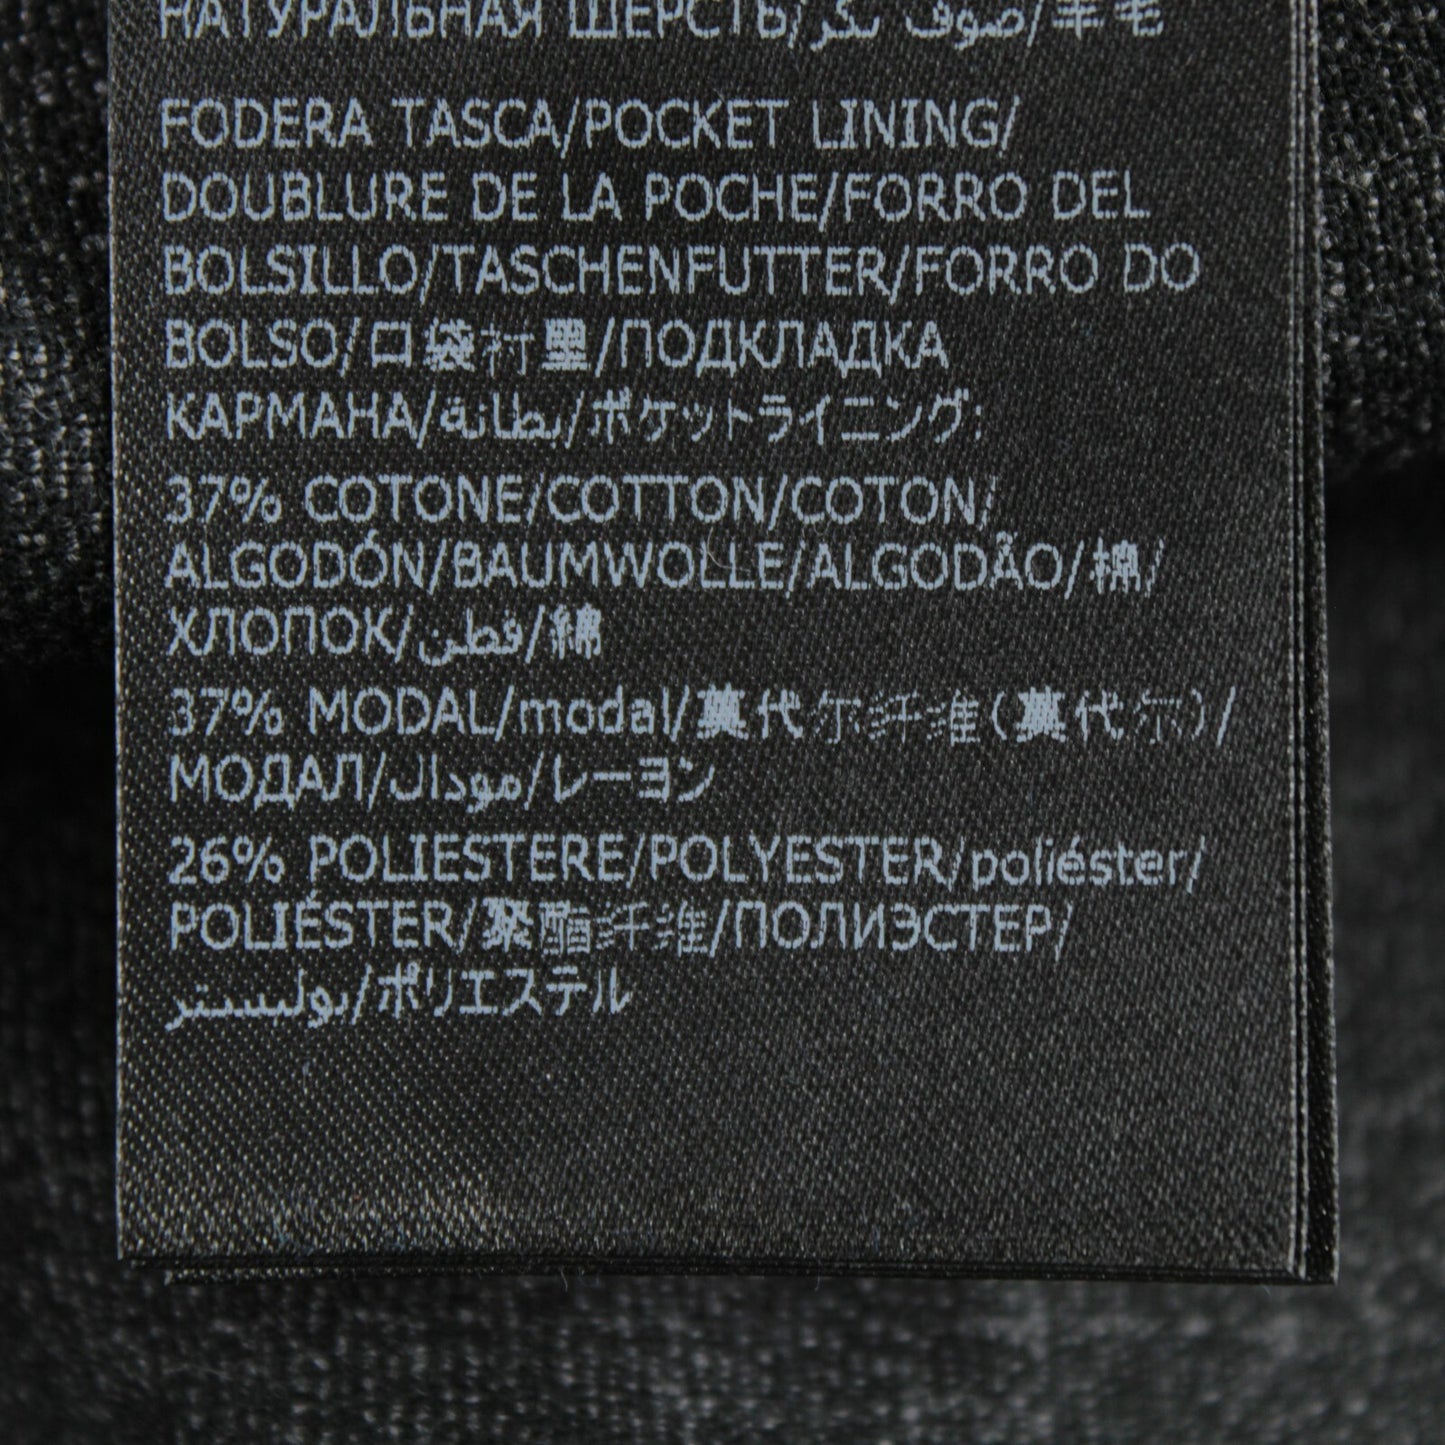 НАТУРАЛЬНАЯ ШЕРСТЬ/صوف بكر/羊毛
FODERA TASCA/POCKET LINING/
DOUBLURE DE LA POCHE/FORRO DEL
BOLSILLO/TASCHENFUTTER/FORRO DO
BOLSO/口袋衬里/ПОДКЛАДКА
КАРМАНА/بطانة/ポケットライニング:
37% COTONE/COTTON/COTON/
ALGODÓN/BAUMWOLLE/ALGODÃO/棉/
ХЛОПОК/قطن/綿
37% MODAL/modal/莫代尔纤维(莫代尔)/
МОДАЛ/مودال/レーヨン
26% POLIESTERE/POLYESTER/poliéster/
POLIÉSTER/聚酯纤维/ПОЛИЭСТЕР/
بوليستر/ポリエステル